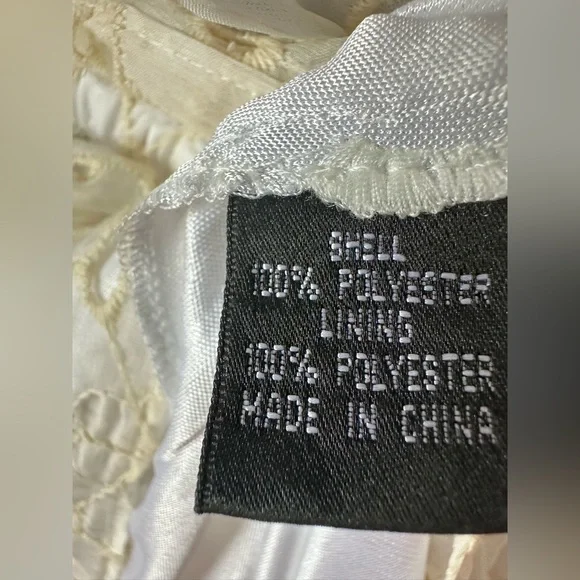 SHELL
100% POLYESTER
LINING
100% POLYESTER
MADE IN CHINA